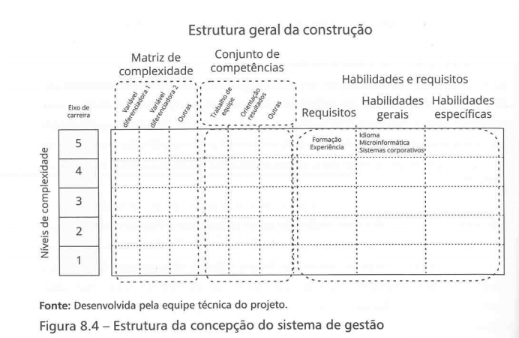 Estrutura geral da construção
Matriz de
complexidade
Conjunto de
competências
Habilidades e requisitos
Eixo de
carreira
Variável
diferenciadora 1
Variável
diferenciadora 2
Outras
Trabalho de
equipe
Orientação
resultados
Outras
Requisitos
Habilidades
gerais
Habilidades
específicas
Níveis de complexidade
5
Formação
Experiência
Idioma
Microinformática
Sistemas corporativos
4
3
2
1
Fonte: Desenvolvida pela equipe técnica do projeto.
Figura 8.4 – Estrutura da concepção do sistema de gestão